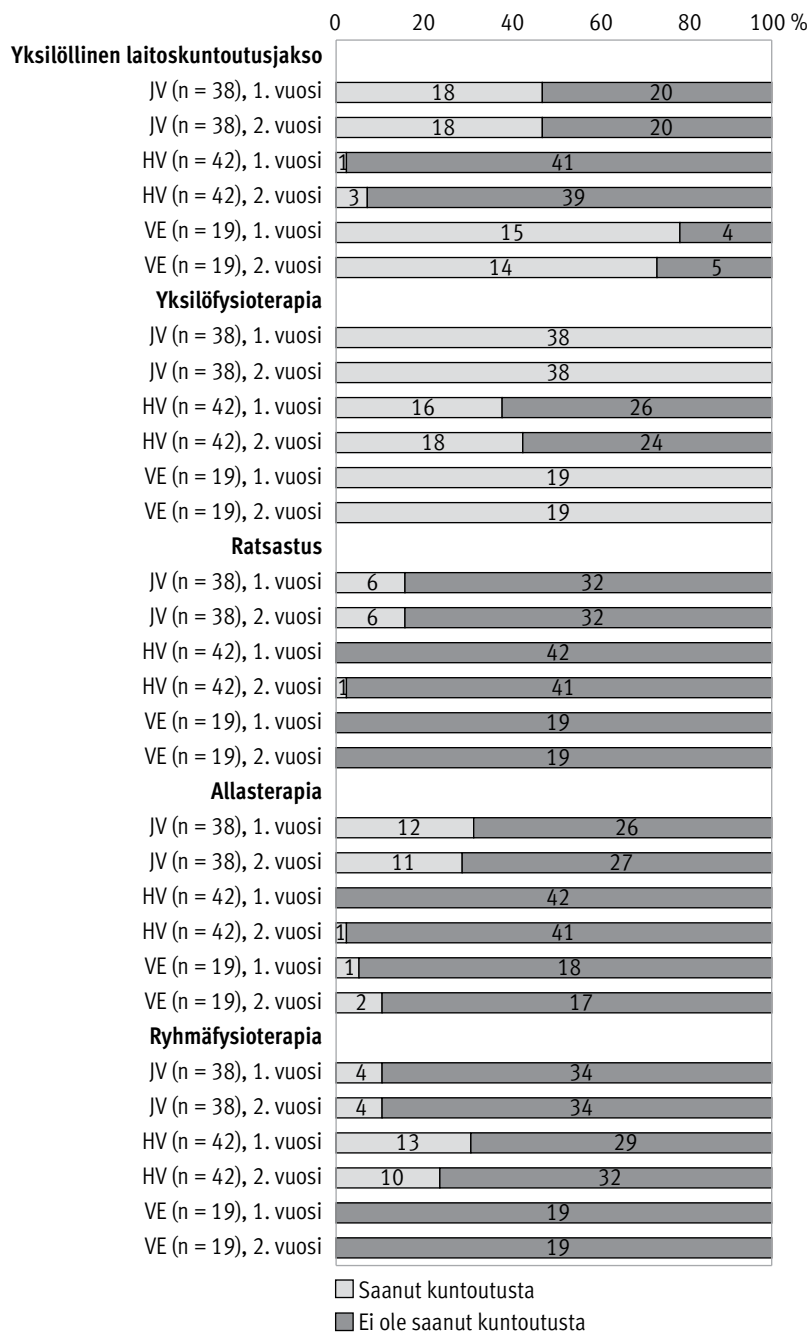 0 20 40 60 80 100 %
Yksilöllinen laitoskuntoutusjakso
JV (n = 38), 1. vuosi 18 20
JV (n = 38), 2. vuosi 18 20
HV (n = 42), 1. vuosi 1 41
HV (n = 42), 2. vuosi 3 39
VE (n = 19), 1. vuosi 15 4
VE (n = 19), 2. vuosi 14 5
Yksilöfysioterapia
JV (n = 38), 1. vuosi 38
JV (n = 38), 2. vuosi 38
HV (n = 42), 1. vuosi 16 26
HV (n = 42), 2. vuosi 18 24
VE (n = 19), 1. vuosi 19
VE (n = 19), 2. vuosi 19
Ratsastus
JV (n = 38), 1. vuosi 6 32
JV (n = 38), 2. vuosi 6 32
HV (n = 42), 1. vuosi 42
HV (n = 42), 2. vuosi 1 41
VE (n = 19), 1. vuosi 19
VE (n = 19), 2. vuosi 19
Allasterapia
JV (n = 38), 1. vuosi 12 26
JV (n = 38), 2. vuosi 11 27
HV (n = 42), 1. vuosi 42
HV (n = 42), 2. vuosi 1 41
VE (n = 19), 1. vuosi 1 18
VE (n = 19), 2. vuosi 2 17
Ryhmäfysioterapia
JV (n = 38), 1. vuosi 4 34
JV (n = 38), 2. vuosi 4 34
HV (n = 42), 1. vuosi 13 29
HV (n = 42), 2. vuosi 10 32
VE (n = 19), 1. vuosi 19
VE (n = 19), 2. vuosi 19
Saanut kuntoutusta
Ei ole saanut kuntoutusta